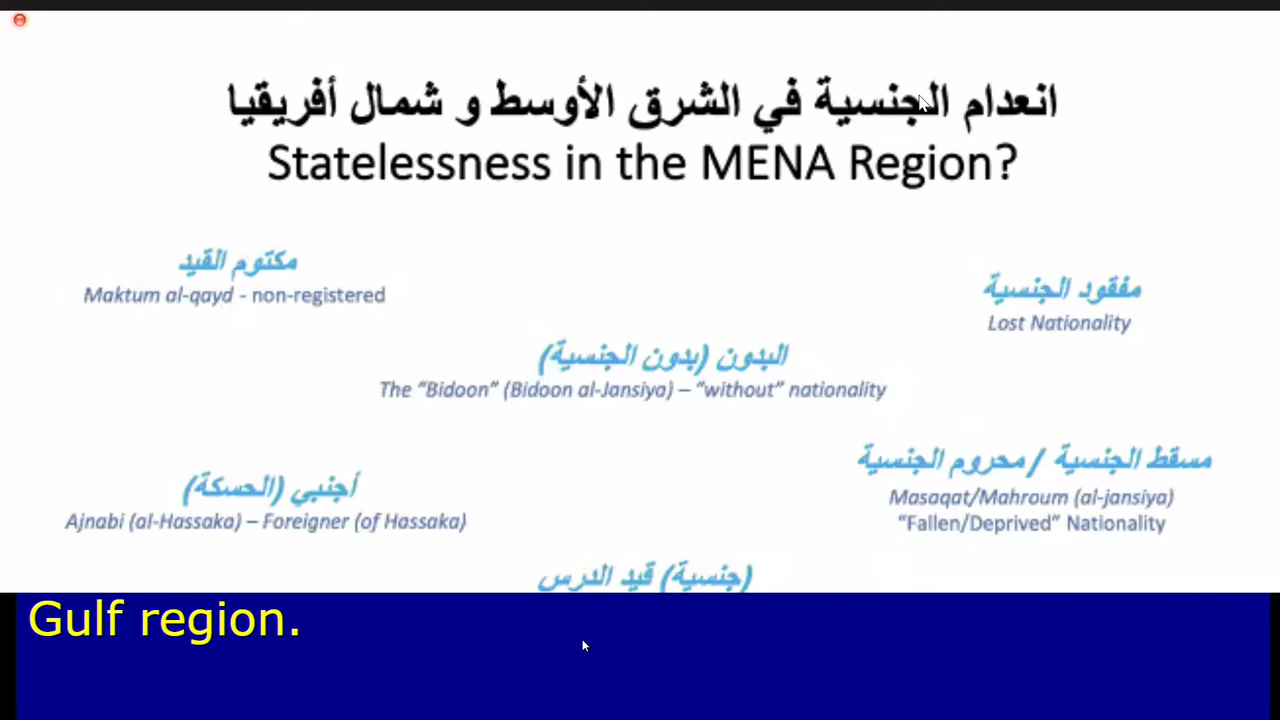 انعدام الجنسية في الشرق الأوسط و شمال أفريقيا
Statelessness in the MENA Region?
مكتوم القيد
Maktum al-qayd - non-registered
مفقود الجنسية
Lost Nationality
البدون (بدون الجنسية)
The “Bidoon” (Bidoon al-Jansiya) – “without” nationality
مسقط الجنسية / محروم الجنسية
Masaqat/Mahroum (al-jansiya)
“Fallen/Deprived” Nationality
أجنبي (الحسكة)
Ajnabi (al-Hassaka) – Foreigner (of Hassaka)
(جنسية) قيد الدرس
Gulf region.